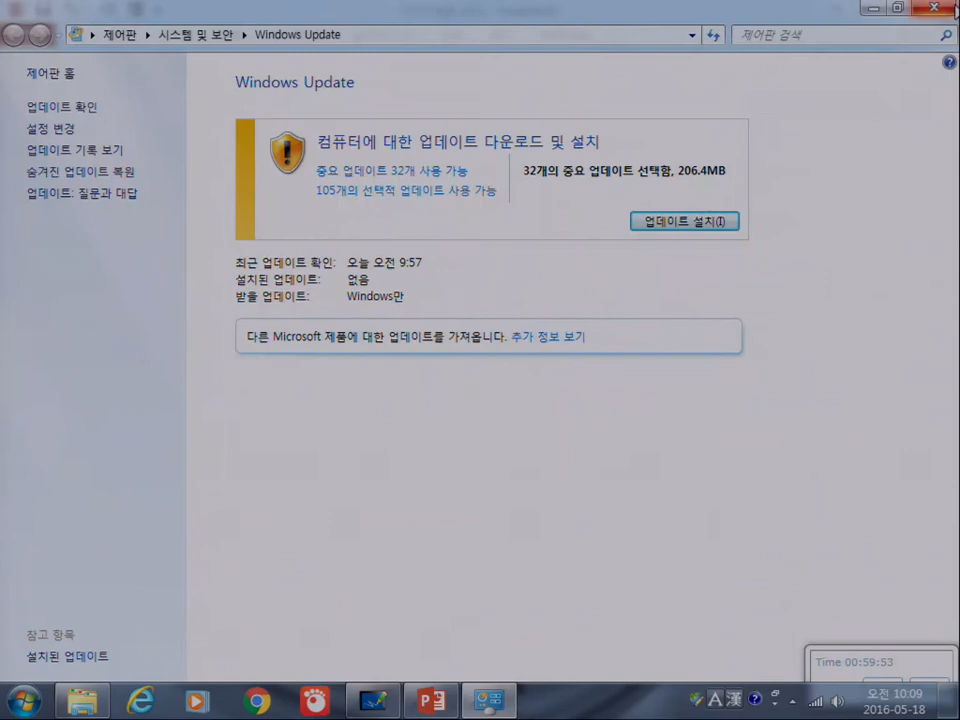 제어판 시스템 및 보안 Windows Update
제어판 검색
제어판 홈
업데이트 확인
설정 변경
업데이트 기록 보기
숨겨진 업데이트 복원
업데이트: 질문과 대답
Windows Update
컴퓨터에 대한 업데이트 다운로드 및 설치
중요 업데이트 32개 사용 가능
105개의 선택적 업데이트 사용 가능
32개의 중요 업데이트 선택함, 206.4MB
업데이트 설치(I)
최근 업데이트 확인: 오늘 오전 9:57
설치된 업데이트: 없음
받을 업데이트: Windows만
다른 Microsoft 제품에 대한 업데이트를 가져옵니다. 추가 정보 보기
참고 항목
설치된 업데이트
Time 00:59:53
A 漢
오전 10:09
2016-05-18